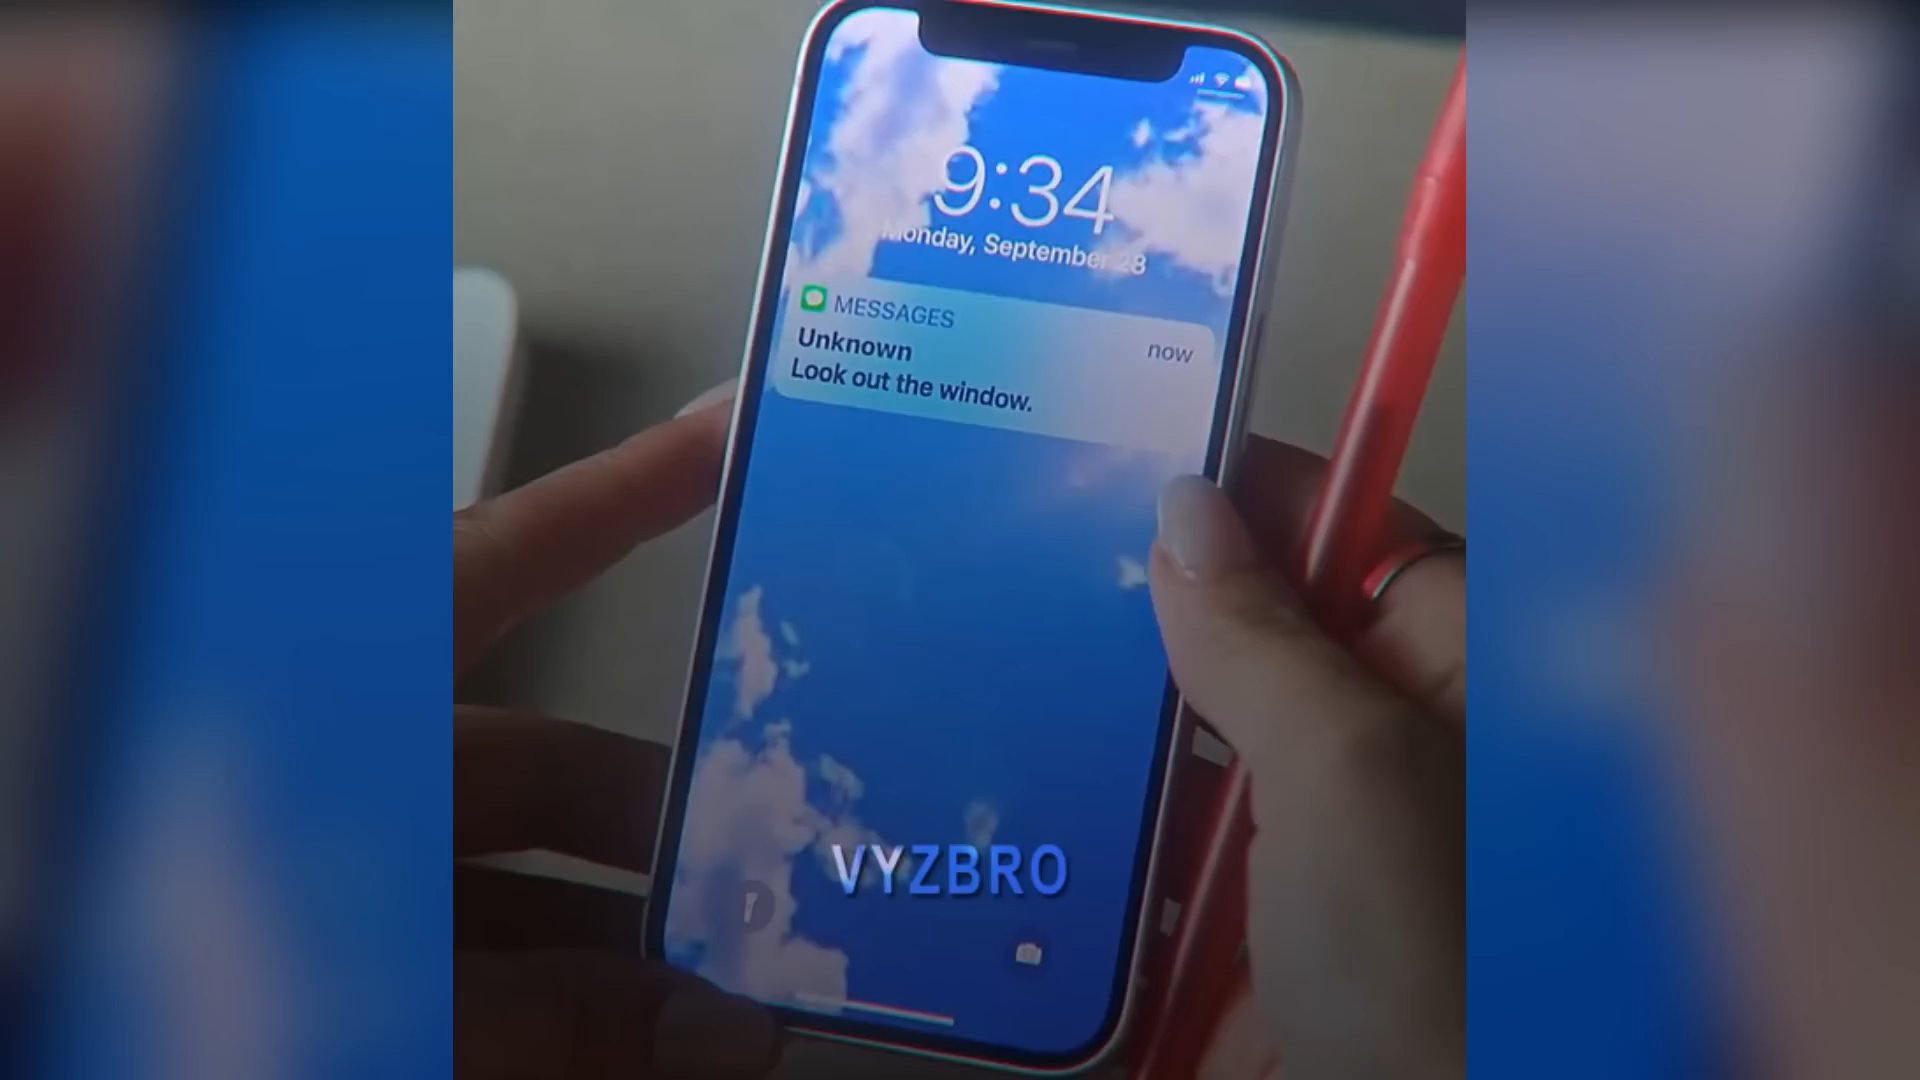 9:34
Monday, September 28
MESSAGES
now
Unknown
Look out the window.
VYZBRO